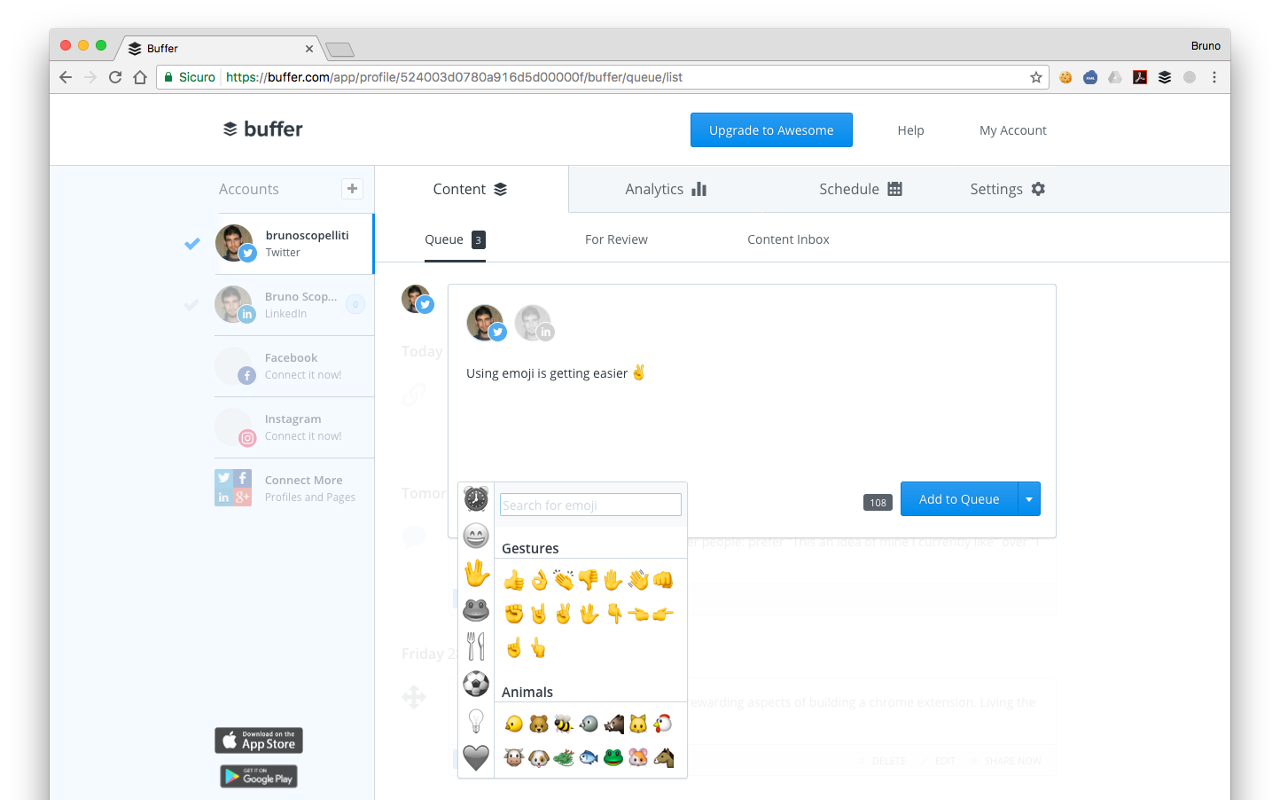 Buffer
Bruno
Sicuro https://buffer.com/app/profile/524003d0780a916d5d00000f/buffer/queue/list
buffer
Upgrade to Awesome
Help
My Account
Accounts
Content
Analytics
Schedule
Settings
brunoscopelliti
Twitter
Queue 3
For Review
Content Inbox
Bruno Scop...
LinkedIn
0
Today
Using emoji is getting easier ✌
Facebook
Connect it now!
Instagram
Connect it now!
Connect More
Profiles and Pages
Tomor
Search for emoji
108
Add to Queue
er people: prefer "This an idea of mine I currently like" over "I
Gestures
Friday 2
Animals
ewarding aspects of building a chrome extension. Living the
Download on the
App Store
GET IT ON
Google Play
DELETE
EDIT
SHARE NOW